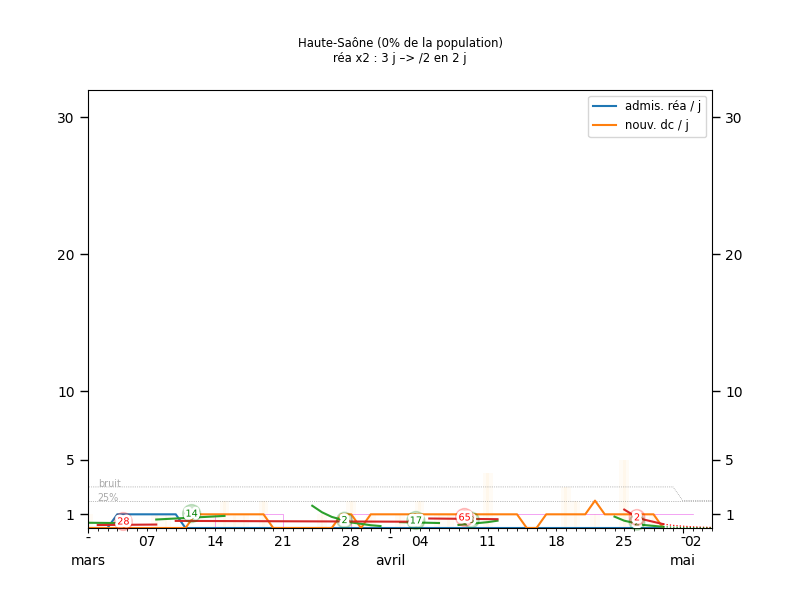 Haute-Saône (0% de la population)
réa x2 : 3 j –> /2 en 2 j
admis. réa / j
nouv. dc / j
30 30
20 20
10 10
5 5
bruit
25%
1 1
28 14 2 17 65 2
- 07 14 21 28 - 04 11 18 25 - 02
mars avril mai